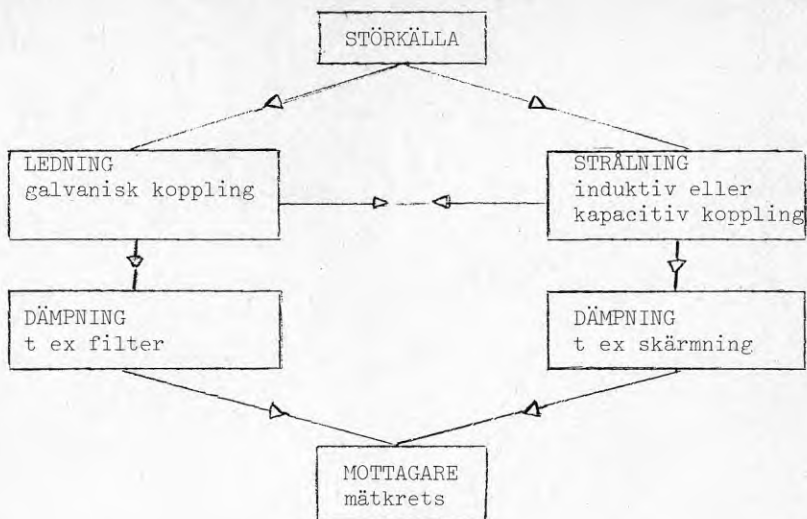 STÖRKÄLLA
LEDNING
galvanisk koppling
STRÅLNING
induktiv eller
kapacitiv koppling
DÄMPNING
t ex filter
DÄMPNING
t ex skärmning
MOTTAGARE
mätkrets